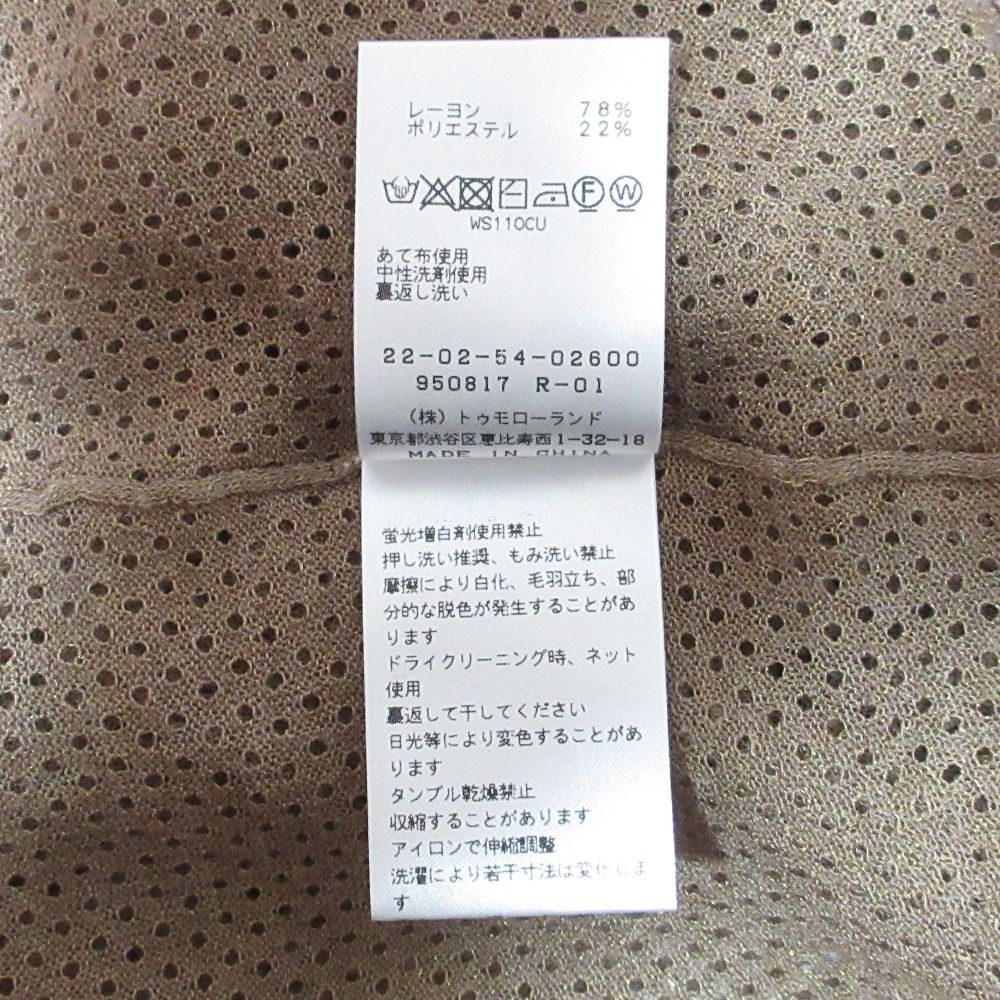 レーヨン 78%
ポリエステル 22%
F W
WS110CU
あて布使用
中性洗剤使用
裏返し洗い
22-02-54-02600
950817 R-01
(株)トゥモローランド
東京都渋谷区恵比寿西1-32-18
MADE IN CHINA
蛍光増白剤使用禁止
押し洗い推奨、もみ洗い禁止
摩擦により白化、毛羽立ち、部
分的な脱色が発生することがあ
ります
ドライクリーニング時、ネット
使用
裏返して干してください
日光等により変色することがあ
ります
タンブル乾燥禁止
収縮することがあります
アイロンで伸縮調整
洗濯により若干寸法は変化しま
す